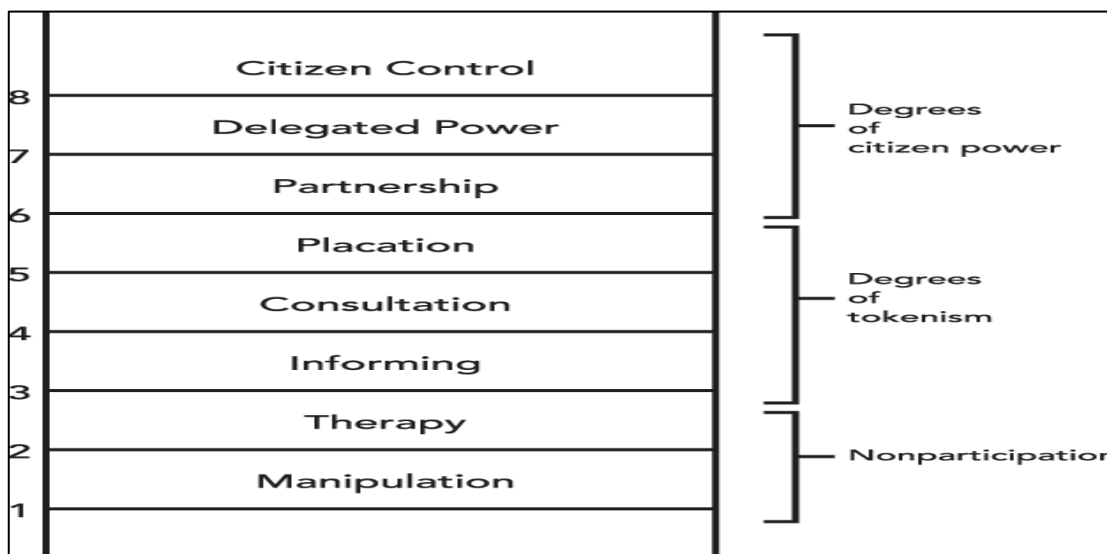 Citizen Control
8
Delegated Power
7
Partnership
6
Placation
5
Consultation
4
Informing
3
Therapy
2
Manipulation
1
Degrees
of
citizen power
Degrees
of
tokenism
Nonparticipation